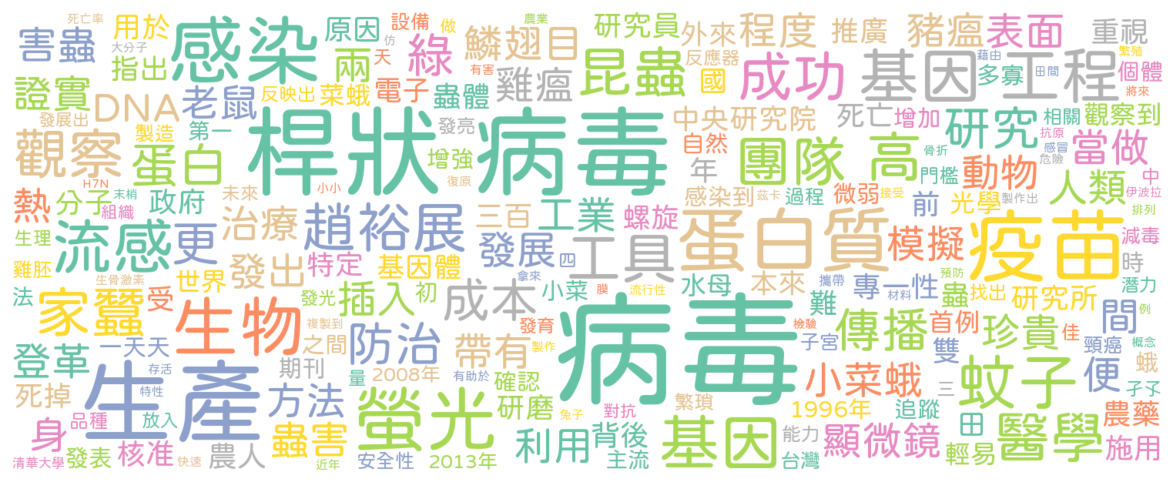 害蟲 用於 感染 原因 設備 做 農業 研究員 外來 程度 推廣 豬瘟 表面 重視
死亡率 大分子 指出 兩 天 仿 綠 有害 鱗翅目 昆蟲 反應器 國 成功 基因工程 藉由 多寡 田間 繁殖 個體 將來
證實 DNA 老鼠 反映出 菜蛾 電子 蟲體 雞瘟 中央研究院 死亡 增加 研究 相關 觀察到
發展出 製造 第一 桿狀病毒 發亮 增強 復原 自然 年 團隊 高 骨折 門檻 動物 感冒 危險 抗原 當做
觀察 蛋白 H7N 末梢 未來 小小 感染到 茲卡 過程 微弱 接受 前 光學 製作出 人類 中 伊波拉 排列
熱 分子 組織 政府 治療 趙裕展 三百 工業 螺旋 蛋白質 模擬 疫苗 減毒
生理 流感 更 發出 特定 基因體 發展 四 工具 拿來 預防 時
雞胚 法 生骨激素 世界 發光 插入 初 成本 小菜 膜 流行性 水母 本來 難 攜帶 材料 專一性 蟲 找出 研究所 潛力 例
家蠶 受 生物 複製到 之間 防治 發育 製作 帶有 病毒 檢驗 子宮 傳播 首例 珍貴 間 佳 頸癌 概念
登革 一天天 存活 期刊 量 2008年 有助於 確認 小菜蛾 雙 三 蚊子 便 蛾 孑孓
死掉 生產 特性 方法 螢光 研磨 兔子 對抗 繁瑣 1996年 追蹤 田 農藥
身 品種 放入 蟲害 利用 背後 基因 能力 顯微鏡 醫學 施用
清華大學 發表 核准 快速 農人 近年 安全性 2013年 主流 台灣 輕易